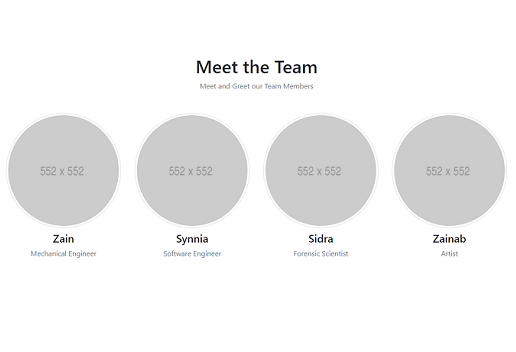 Meet the Team
Meet and Greet our Team Members
552 x 552
552 x 552
552 x 552
552 x 552
Zain
Synnia
Sidra
Zainab
Mechanical Engineer
Software Engineer
Forensic Scientist
Artist